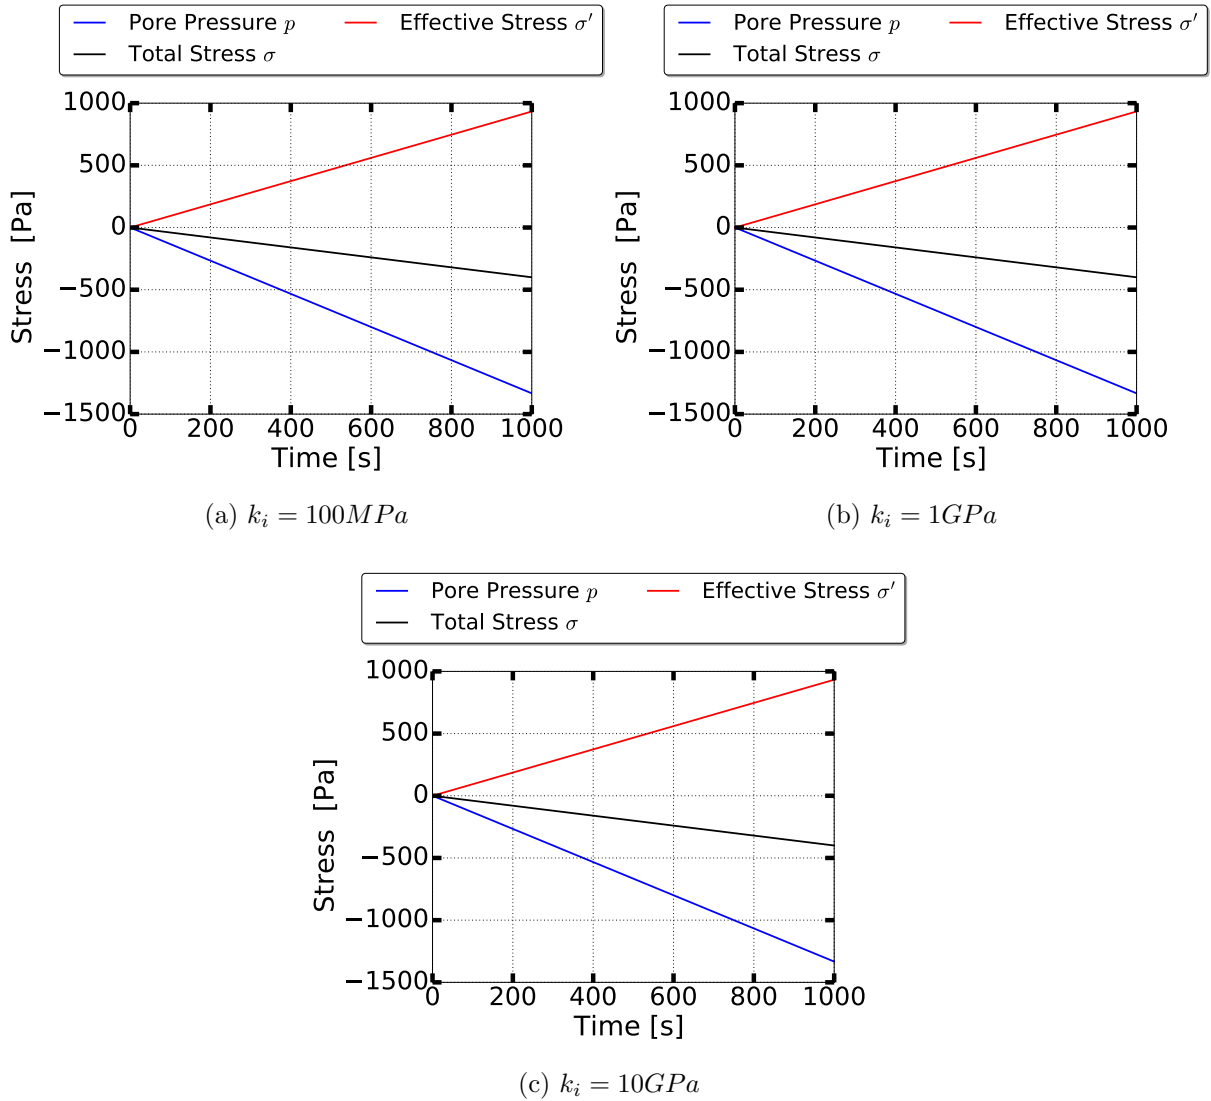 Pore Pressure p Effective Stress σ′
Total Stress σ
1000
500
0
−500
−1000
−1500
Stress [Pa]
0 200 400 600 800 1000
Time [s]
(a) k_i = 100MPa
Pore Pressure p Effective Stress σ′
Total Stress σ
1000
500
0
−500
−1000
−1500
Stress [Pa]
0 200 400 600 800 1000
Time [s]
(b) k_i = 1GPa
Pore Pressure p Effective Stress σ′
Total Stress σ
1000
500
0
−500
−1000
−1500
Stress [Pa]
0 200 400 600 800 1000
Time [s]
(c) k_i = 10GPa